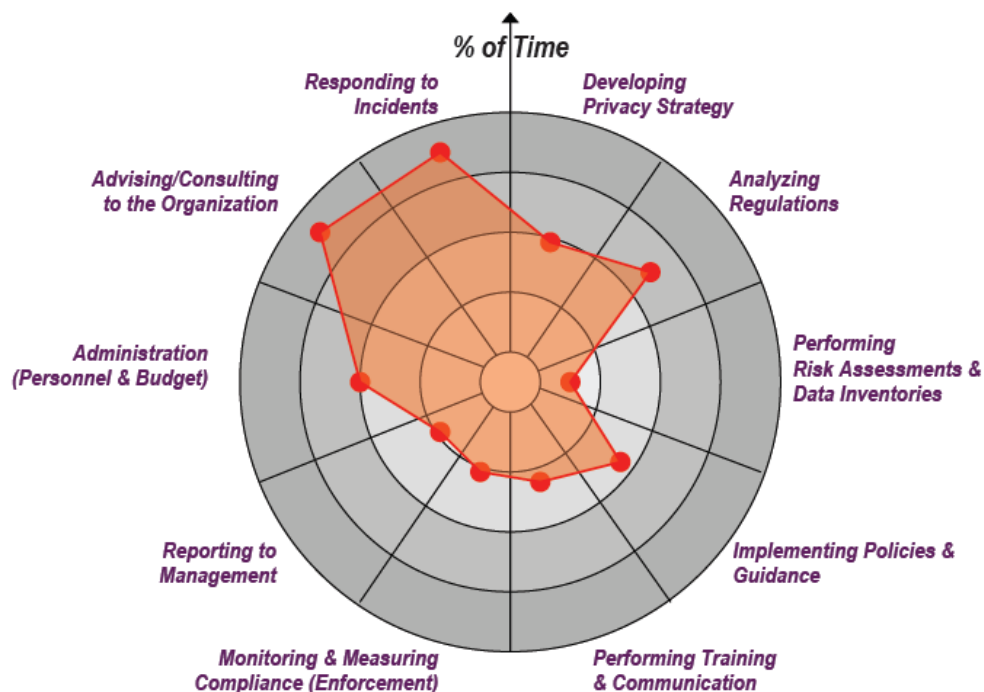 % of Time
Responding to
Incidents
Developing
Privacy Strategy
Advising/Consulting
to the Organization
Analyzing
Regulations
Administration
(Personnel & Budget)
Performing
Risk Assessments &
Data Inventories
Reporting to
Management
Implementing Policies &
Guidance
Monitoring & Measuring
Compliance (Enforcement)
Performing Training
& Communication